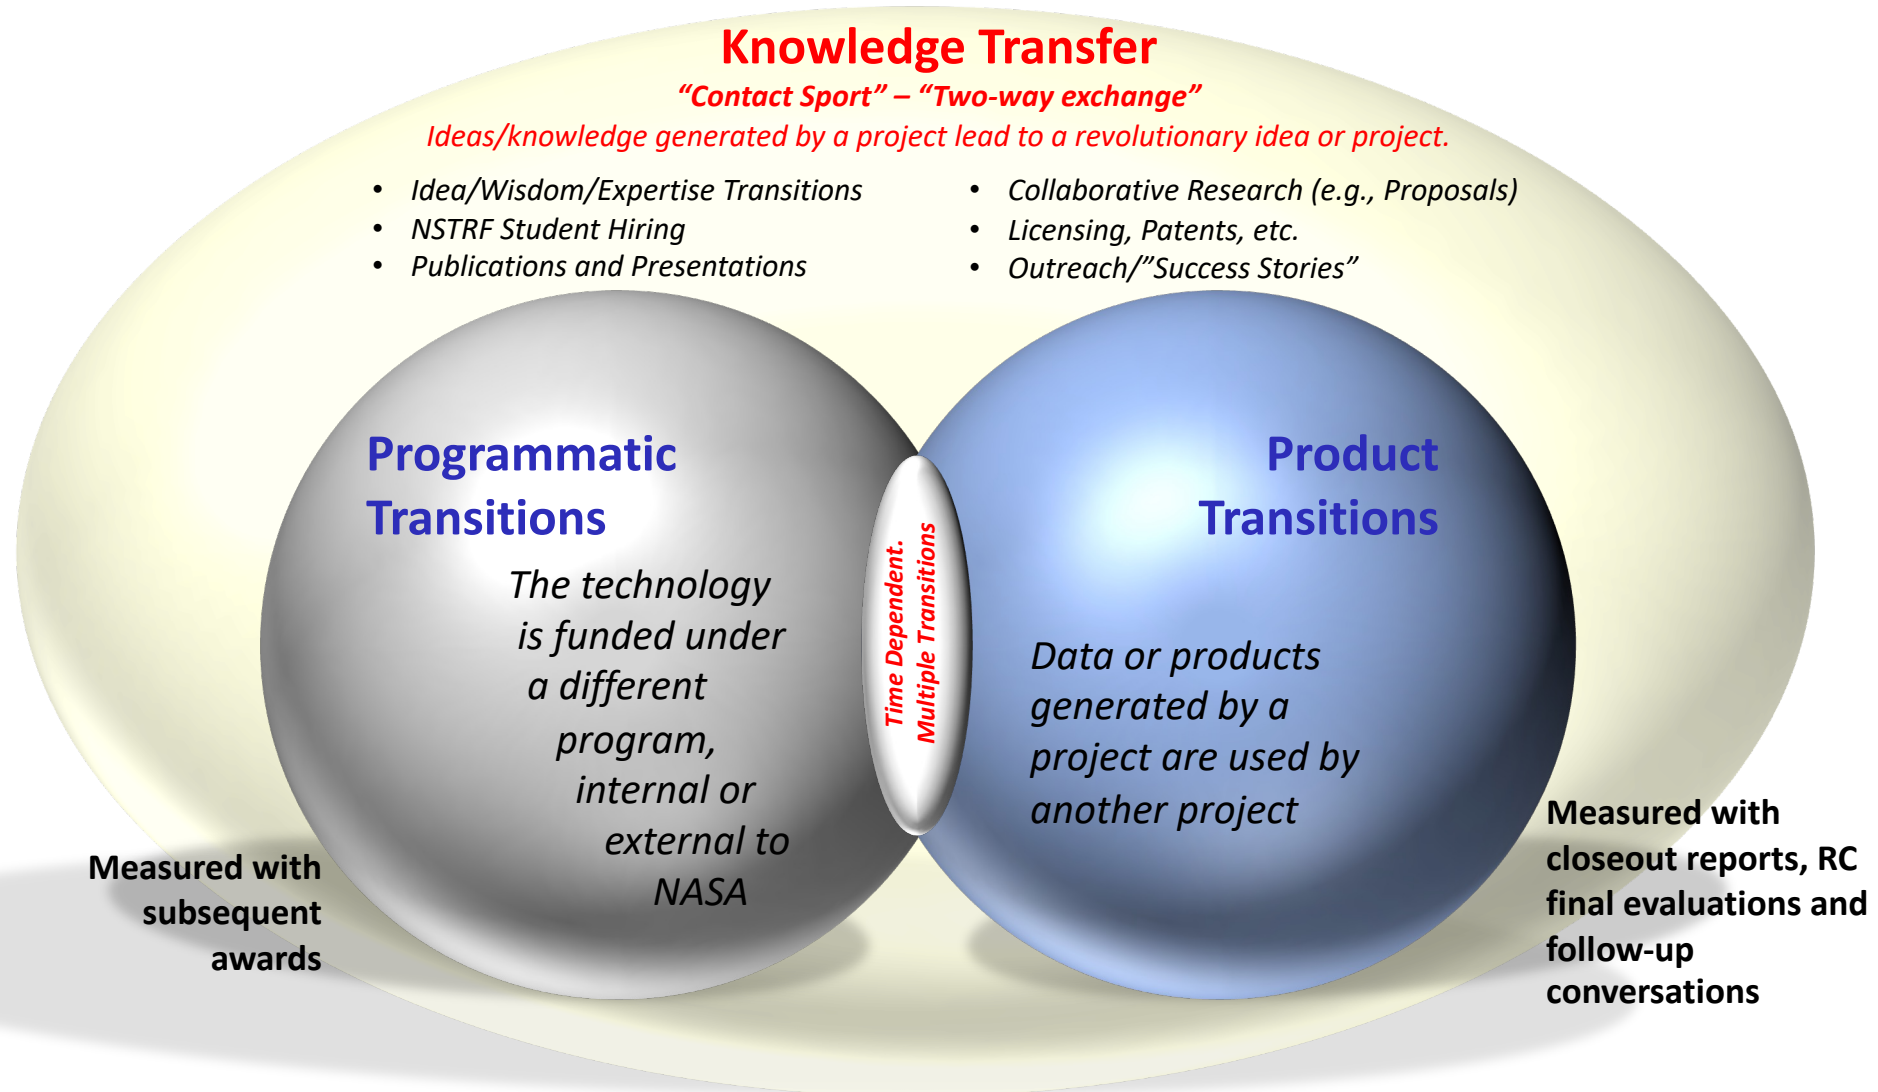 Knowledge Transfer
“Contact Sport” – “Two-way exchange”
Ideas/knowledge generated by a project lead to a revolutionary idea or project.
• Idea/Wisdom/Expertise Transitions
• NSTRF Student Hiring
• Publications and Presentations
• Collaborative Research (e.g., Proposals)
• Licensing, Patents, etc.
• Outreach/”Success Stories”
Programmatic
Transitions
The technology
is funded under
a different
program,
internal or
external to
NASA
Time Dependent.
Multiple Transitions
Product
Transitions
Data or products
generated by a
project are used by
another project
Measured with
subsequent
awards
Measured with
closeout reports, RC
final evaluations and
follow-up
conversations